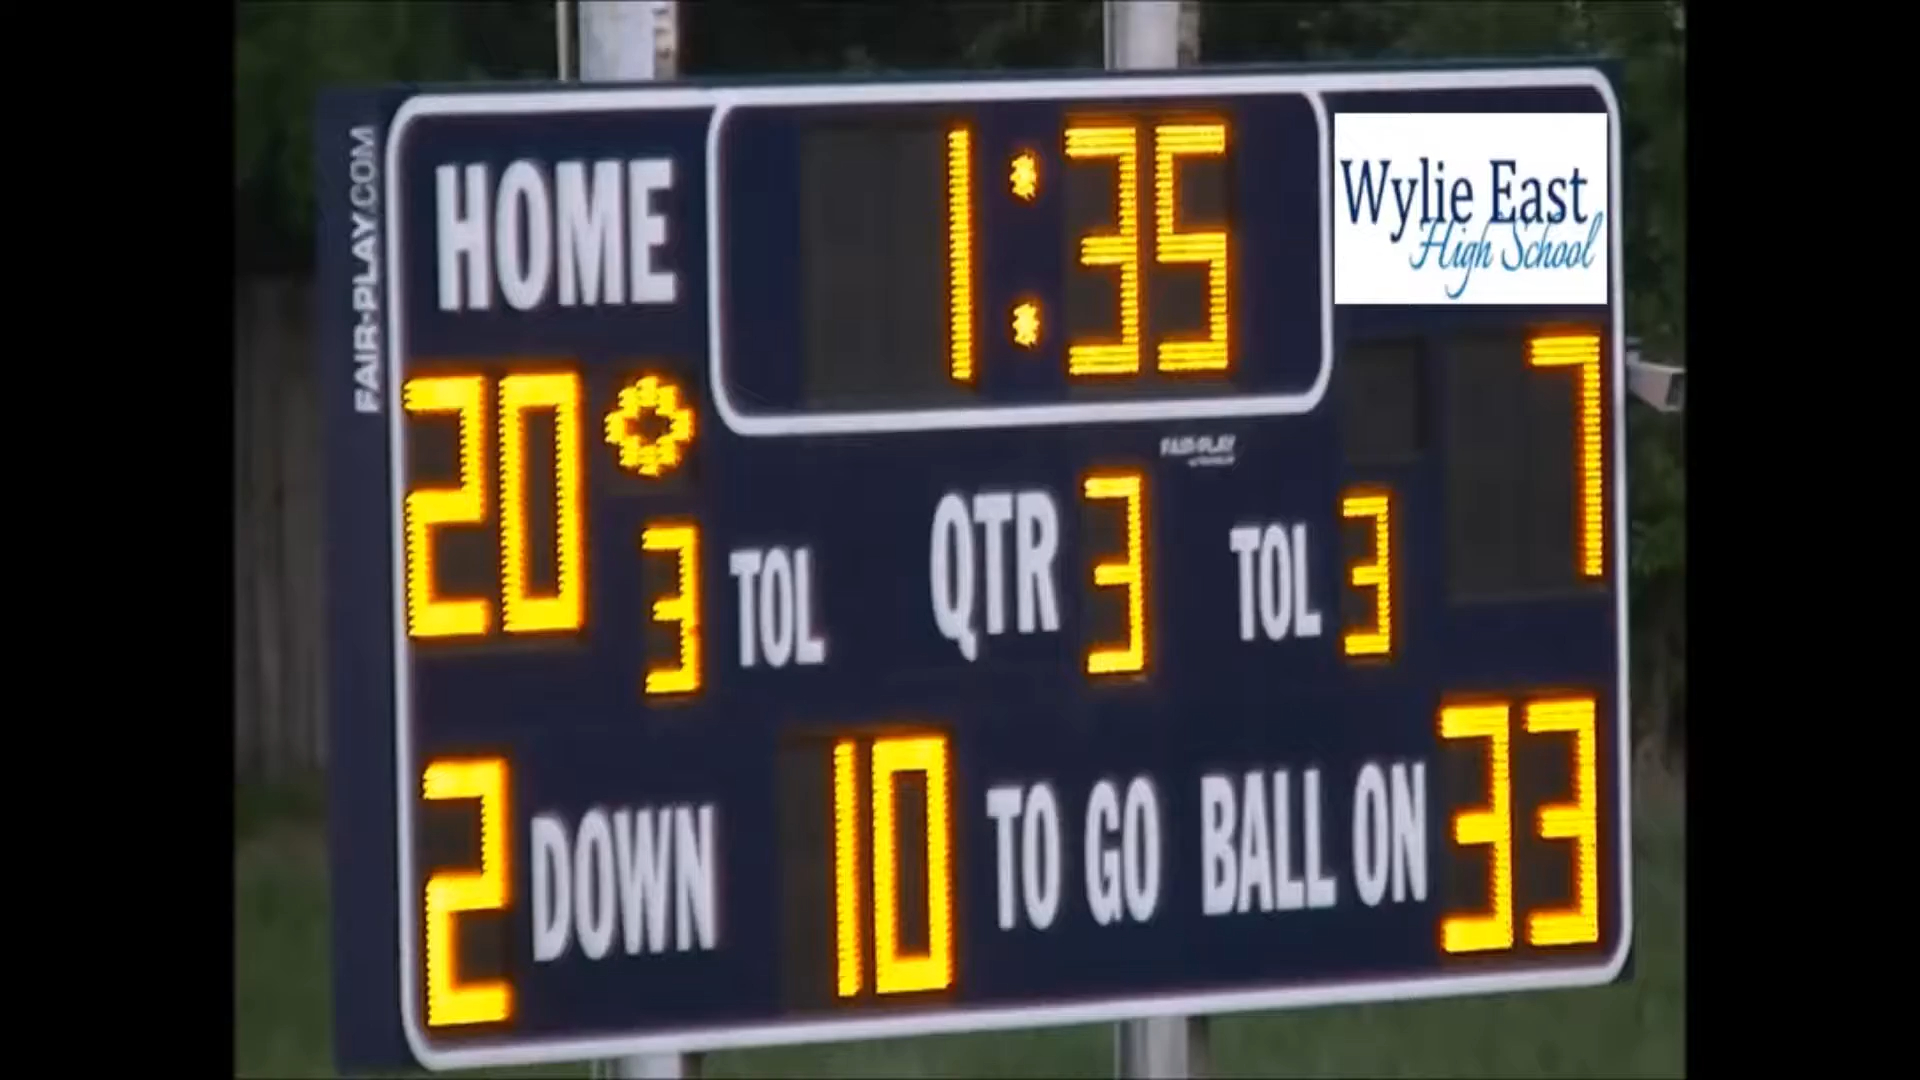 FAIR-PLAY.COM
HOME
1:35
Wylie East
High School
20
7
FAIR-PLAY
3 TOL
QTR 3
TOL 3
2 DOWN
10 TO GO
BALL ON 33